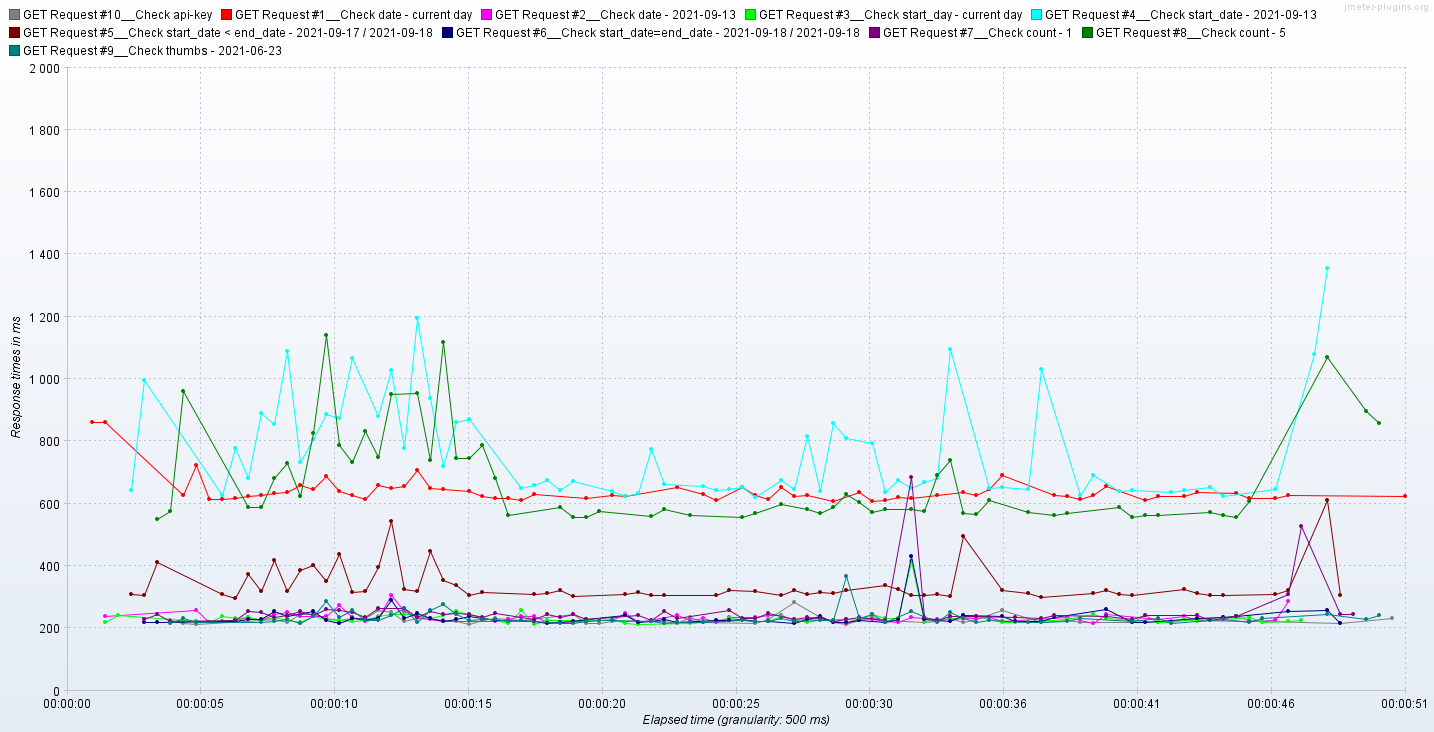 jmeter-plugins.org
GET Request #10__Check api-key GET Request #1__Check date - current day GET Request #2__Check date - 2021-09-13 GET Request #3__Check start_day - current day GET Request #4__Check start_date - 2021-09-13
GET Request #5__Check start_date < end_date - 2021-09-17 / 2021-09-18 GET Request #6__Check start_date=end_date - 2021-09-18 / 2021-09-18 GET Request #7__Check count - 1 GET Request #8__Check count - 5
GET Request #9__Check thumbs - 2021-06-23
2 000
1 800
1 600
1 400
1 200
1 000
800
600
400
200
0
Response times in ms
00:00:00 00:00:05 00:00:10 00:00:15 00:00:20 00:00:25 00:00:30 00:00:36 00:00:41 00:00:46 00:00:51
Elapsed time (granularity: 500 ms)